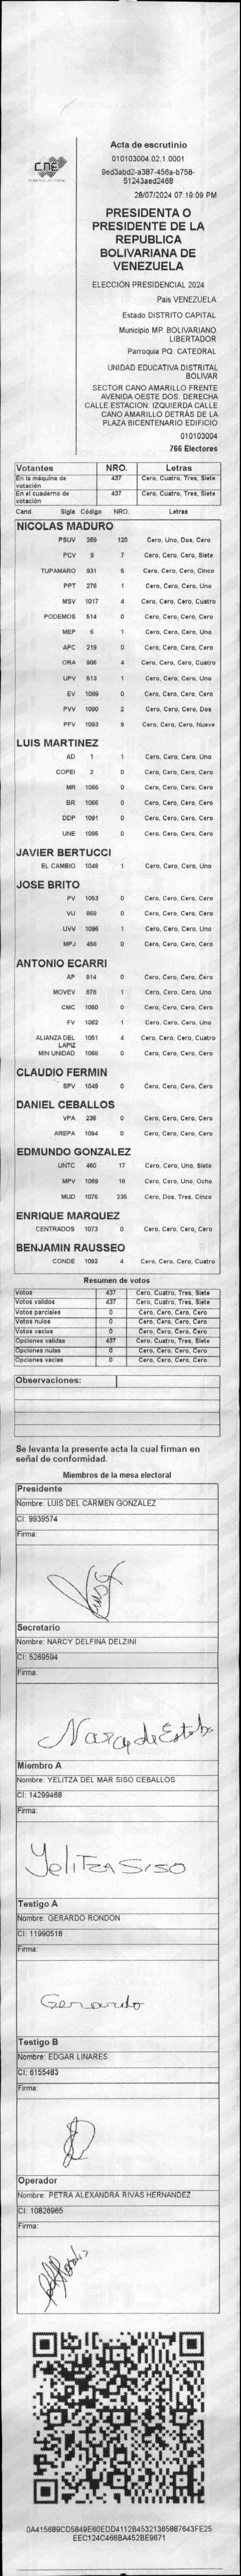 CNE
Acta de escrutinio
010103004.02.1.0001
9ed3abd2-a387-456a-b758-
51243aed2468
28/07/2024 07:19:09 PM
PRESIDENTA O
PRESIDENTE DE LA
REPUBLICA
BOLIVARIANA DE
VENEZUELA
ELECCIÓN PRESIDENCIAL 2024
Pais VENEZUELA
Estado DISTRITO CAPITAL
Municipio MP. BOLIVARIANO
LIBERTADOR
Parroquia PQ. CATEDRAL
UNIDAD EDUCATIVA DISTRITAL
BOLIVAR
SECTOR CANO AMARILLO FRENTE
AVENIDA OESTE DOS. DERECHA
CALLE ESTACION. IZQUIERDA CALLE
CANO AMARILLO DETRÁS DE LA
PLAZA BICENTENARIO EDIFICIO
010103004
766 Electores
Votantes NRO. Letras
En la máquina de votación 437 Cero, Cuatro, Tres, Siete
En el cuaderno de votación 437 Cero, Cuatro, Tres, Siete
Cand. Sigla Código NRO. Letras
NICOLAS MADURO
PSUV 269 120 Cero, Uno, Dos, Cero
PCV 9 7 Cero, Cero, Cero, Siete
TUPAMARO 931 5 Cero, Cero, Cero, Cinco
PPT 276 1 Cero, Cero, Cero, Uno
MSV 1017 4 Cero, Cero, Cero, Cuatro
PODEMOS 514 0 Cero, Cero, Cero, Cero
MEP 6 1 Cero, Cero, Cero, Uno
APC 219 0 Cero, Cero, Cero, Cero
ORA 906 4 Cero, Cero, Cero, Cuatro
UPV 513 1 Cero, Cero, Cero, Uno
EV 1089 0 Cero, Cero, Cero, Cero
PVV 1090 2 Cero, Cero, Cero, Dos
PFV 1093 9 Cero, Cero, Cero, Nueve
LUIS MARTINEZ
AD 1 1 Cero, Cero, Cero, Uno
COPEI 2 0 Cero, Cero, Cero, Cero
MR 1065 0 Cero, Cero, Cero, Cero
BR 1066 0 Cero, Cero, Cero, Cero
DDP 1091 0 Cero, Cero, Cero, Cero
UNE 1095 0 Cero, Cero, Cero, Cero
JAVIER BERTUCCI
EL CAMBIO 1048 1 Cero, Cero, Cero, Uno
JOSE BRITO
PV 1053 0 Cero, Cero, Cero, Cero
VU 869 0 Cero, Cero, Cero, Cero
UVV 1096 1 Cero, Cero, Cero, Uno
MPJ 458 0 Cero, Cero, Cero, Cero
ANTONIO ECARRI
AP 814 0 Cero, Cero, Cero, Cero
MOVEV 878 1 Cero, Cero, Cero, Uno
CMC 1050 0 Cero, Cero, Cero, Cero
FV 1062 1 Cero, Cero, Cero, Uno
ALIANZA DEL LAPIZ 1051 4 Cero, Cero, Cero, Cuatro
MIN UNIDAD 1068 0 Cero, Cero, Cero, Cero
CLAUDIO FERMIN
SPV 1049 0 Cero, Cero, Cero, Cero
DANIEL CEBALLOS
VPA 236 0 Cero, Cero, Cero, Cero
AREPA 1094 0 Cero, Cero, Cero, Cero
EDMUNDO GONZALEZ
UNTC 460 17 Cero, Cero, Uno, Siete
MPV 1069 18 Cero, Cero, Uno, Ocho
MUD 1075 235 Cero, Dos, Tres, Cinco
ENRIQUE MARQUEZ
CENTRADOS 1073 0 Cero, Cero, Cero, Cero
BENJAMIN RAUSSEO
CONDE 1092 4 Cero, Cero, Cero, Cuatro
Resumen de votos
Votos 437 Cero, Cuatro, Tres, Siete
Votos validos 437 Cero, Cuatro, Tres, Siete
Votos parciales 0 Cero, Cero, Cero, Cero
Votos nulos 0 Cero, Cero, Cero, Cero
Votos vacios 0 Cero, Cero, Cero, Cero
Opciones validas 437 Cero, Cuatro, Tres, Siete
Opciones nulas 0 Cero, Cero, Cero, Cero
Opciones vacias 0 Cero, Cero, Cero, Cero
Observaciones:
Se levanta la presente acta la cual firman en
señal de conformidad.
Miembros de la mesa electoral
Presidente
Nombre: LUIS DEL CARMEN GONZALEZ
CI: 9939574
Firma:
Secretario
Nombre: NARCY DELFINA DELZINI
CI: 5269594
Firma:
Narcy de Esteba
Miembro A
Nombre: YELITZA DEL MAR SISO CEBALLOS
CI: 14299468
Firma:
Yelitza Siso
Testigo A
Nombre: GERARDO RONDON
CI: 11990516
Firma:
Gerardo
Testigo B
Nombre: EDGAR LINARES
CI: 6155483
Firma:
Operador
Nombre: PETRA ALEXANDRA RIVAS HERNANDEZ
CI: 10826965
Firma:
0A415689CD5849E60EDD4112B45321365897643FE25
EEC124C466BA452BE9671